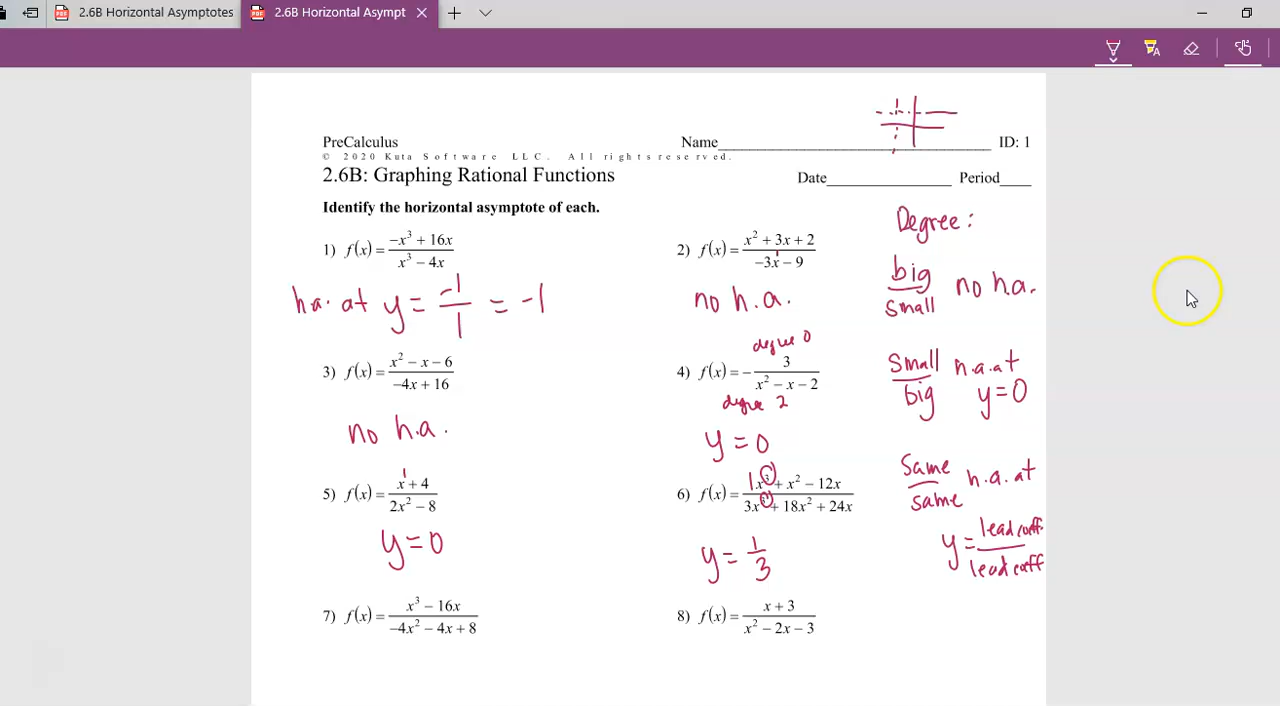 2.6B Horizontal Asymptotes
2.6B Horizontal Asympt
PreCalculus
Name
ID: 1
© 2020 Kuta Software LLC. All rights reserved.
2.6B: Graphing Rational Functions
Date
Period
Identify the horizontal asymptote of each.
Degree:
1) f(x) = (-x³ + 16x)/(x³ - 4x)
2) f(x) = (x² + 3x + 2)/(-3x¹ - 9)
h.a. at y = -1/1 = -1
no h.a.
big/small no h.a.
3) f(x) = (x² - x - 6)/(-4x + 16)
degree 0
4) f(x) = -3/(x² - x - 2)
degree 2
small/big h.a. at y=0
no h.a.
y = 0
5) f(x) = (x¹ + 4)/(2x² - 8)
6) f(x) = (1x³ + x² - 12x)/(3x³ + 18x² + 24x)
same/same h.a. at
y = lead coeff/lead coeff
y = 0
y = 1/3
7) f(x) = (x³ - 16x)/(-4x² - 4x + 8)
8) f(x) = (x + 3)/(x² - 2x - 3)